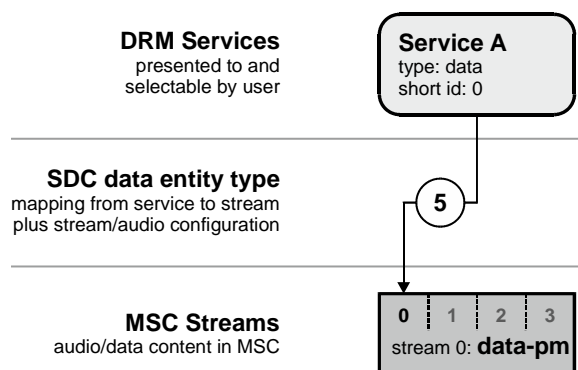 DRM Services
presented to and
selectable by user
Service A
type: data
short id: 0
SDC data entity type
mapping from service to stream
plus stream/audio configuration
5
MSC Streams
audio/data content in MSC
0 1 2 3
stream 0: data-pm